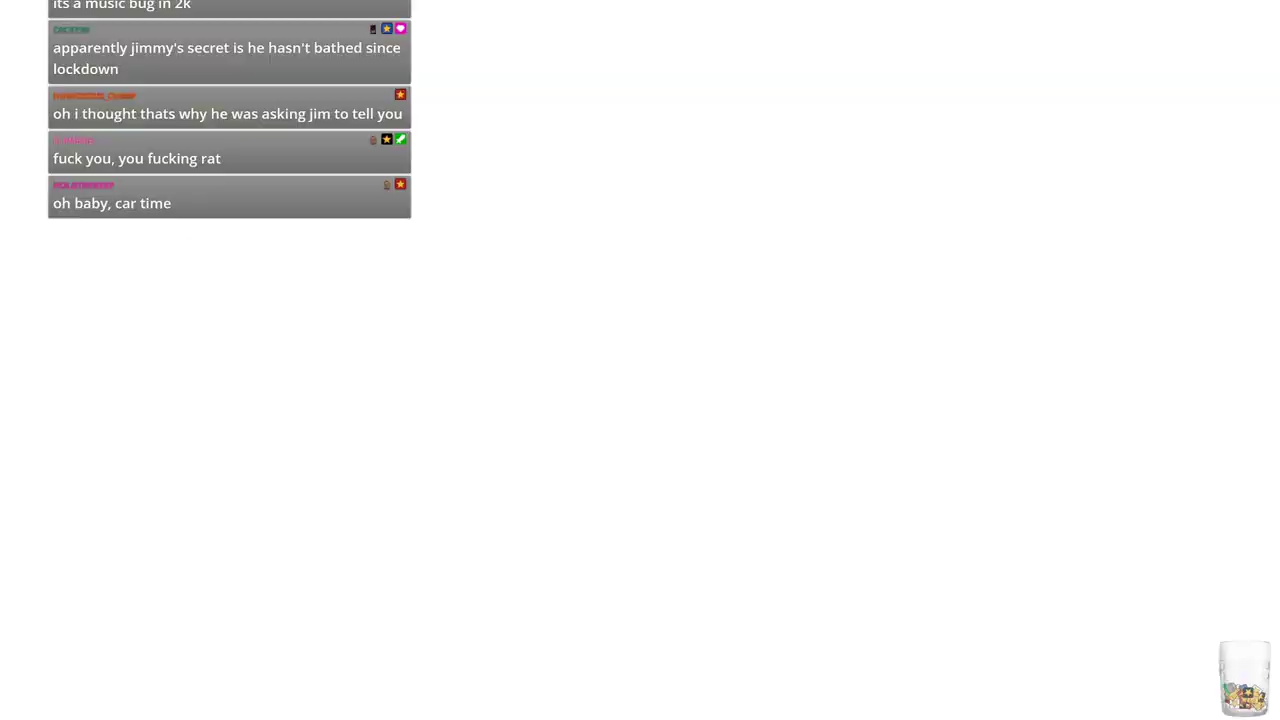 its a music bug in 2k
apparently jimmy's secret is he hasn't bathed since
lockdown
oh i thought thats why he was asking jim to tell you
fuck you, you fucking rat
oh baby, car time